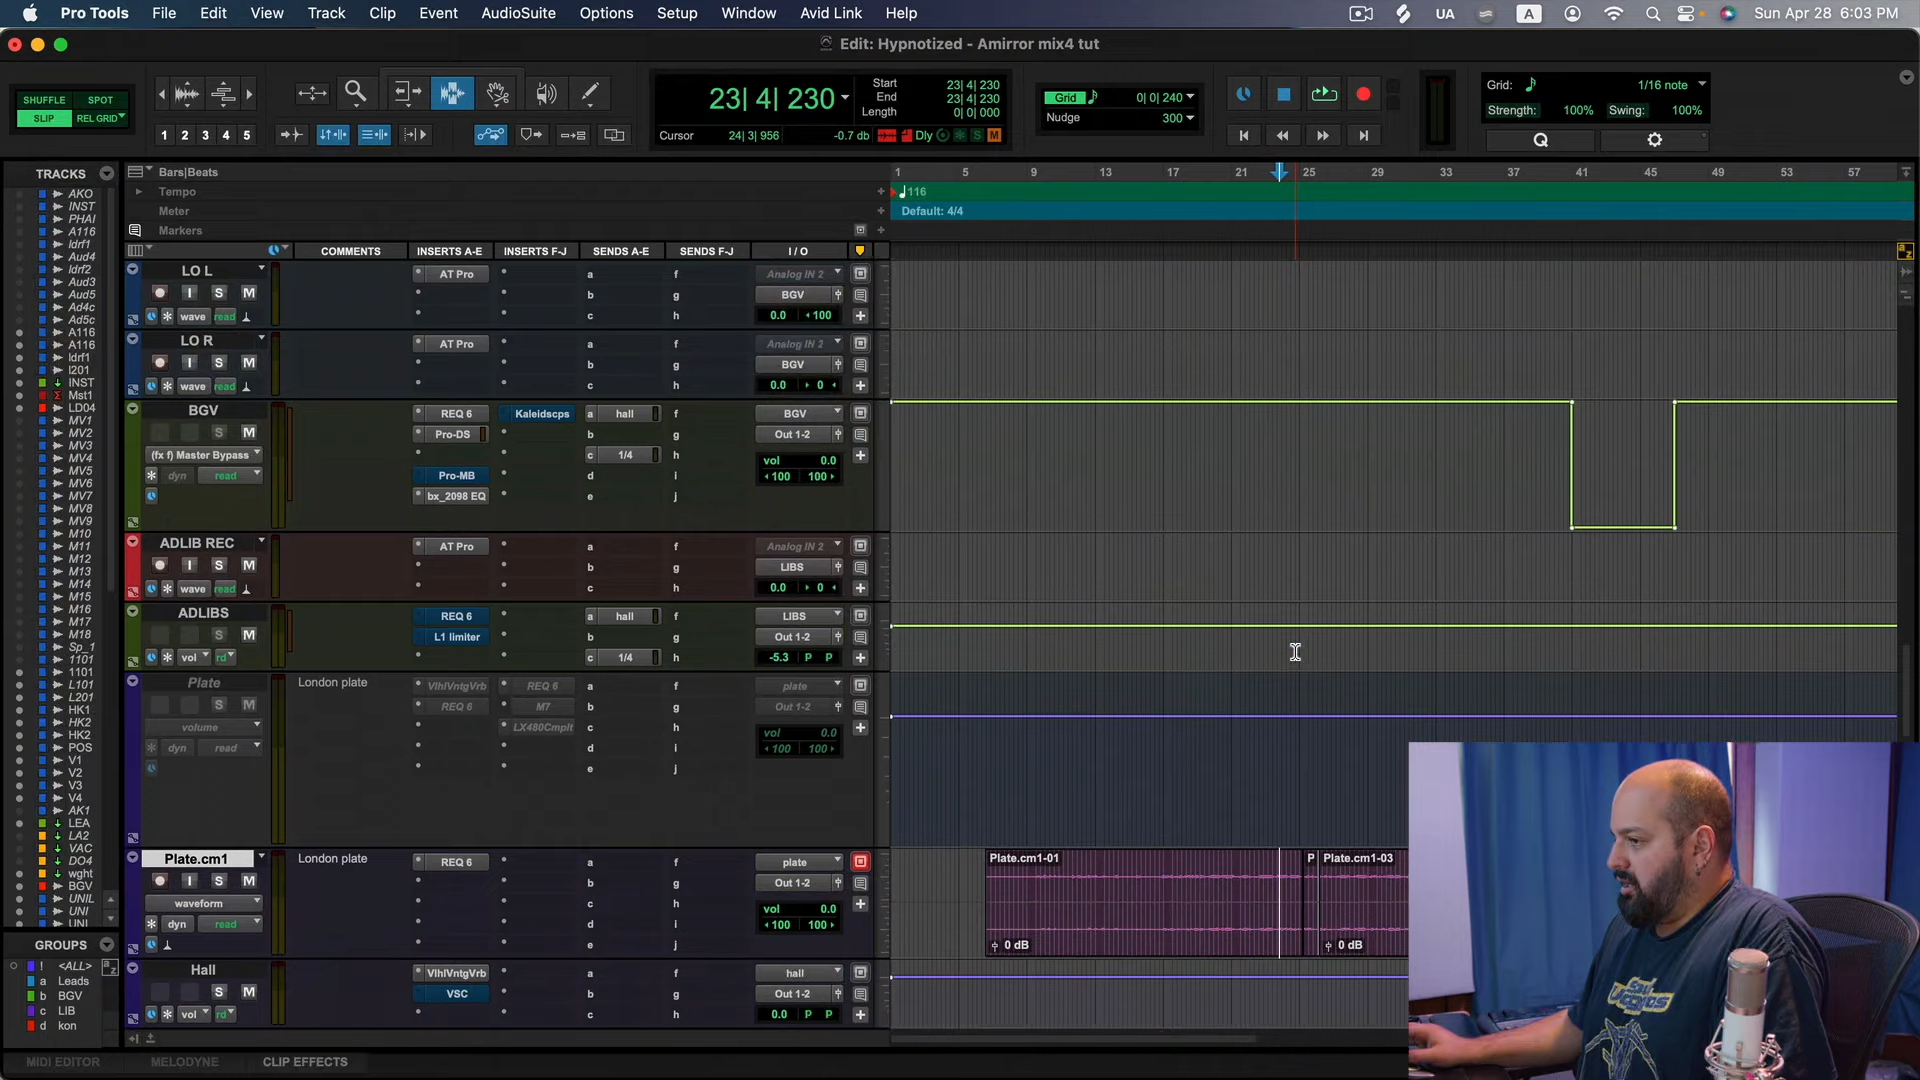 Pro Tools File Edit View Track Clip Event AudioSuite Options Setup Window Avid Link Help UA A Sun Apr 28 6:03 PM
Edit: Hypnotized - Amirror mix4 tut
SHUFFLE SPOT
SLIP REL GRID
1 2 3 4 5
23| 4| 230
Start 23| 4| 230
End 23| 4| 230
Length 0| 0| 000
Cursor 24| 3| 956 -0.7 db Dly S M
Grid 0| 0| 240
Nudge 300
Grid: 1/16 note
Strength: 100% Swing: 100%
Q
TRACKS
AKO
INST
PHAI
A116
ldrf1
Aud4
ldrf2
Aud3
Aud5
Ad4c
Ad5c
A116
A116
ldrf1
I201
INST
Mst1
LD04
MV1
MV2
MV3
MV4
MV5
MV6
MV7
MV8
MV9
M10
M11
M12
M13
M14
M15
M16
M17
M18
Sp_1
1101
1101
L101
L201
HK1
HK2
HK2
POS
V1
V2
V3
V4
AK1
LEA
LA2
VAC
DO4
wght
BGV
UNIL
UNI
GROUPS
! <ALL>
a Leads
b BGV
c LIB
d kon
Bars|Beats 1 5 9 13 17 21 25 29 33 37 41 45 49 53 57
Tempo 116
Meter Default: 4/4
Markers
COMMENTS INSERTS A-E INSERTS F-J SENDS A-E SENDS F-J I / O
LO L AT Pro a f Analog IN 2
I S M b g BGV
wave read c h 0.0 100
LO R AT Pro a f Analog IN 2
I S M b g BGV
wave read c h 0.0 0
BGV REQ 6 Kaleidscps a hall f BGV
S M Pro-DS b g Out 1-2
(fx f) Master Bypass c 1/4 h vol 0.0
dyn read Pro-MB d i 100 100
bx_2098 EQ e j
ADLIB REC AT Pro a f Analog IN 2
I S M b g LIBS
wave read c h 0.0 0
ADLIBS REQ 6 a hall f LIBS
S M L1 limiter b g Out 1-2
vol rd c 1/4 h -5.3 P P
Plate London plate VlhlVntgVrb REQ 6 a f plate
S M REQ 6 M7 b g Out 1-2
volume LX480Cmplt c h vol 0.0
dyn read d i 100 100
e j
Plate.cm1 London plate REQ 6 a f plate Plate.cm1-01 P Plate.cm1-03
I S M b g Out 1-2
waveform c h vol 0.0
dyn read d i 100 100
e j 0 dB 0 dB
Hall VlhlVntgVrb a f hall
S M VSC b g Out 1-2
vol rd c h 0.0 P P
MIDI EDITOR MELODYNE CLIP EFFECTS